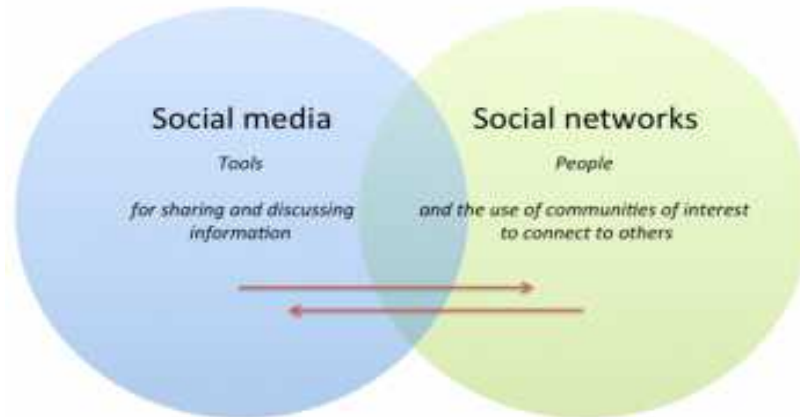 Social media
Tools
for sharing and discussing
information
Social networks
People
and the use of communities of interest
to connect to others